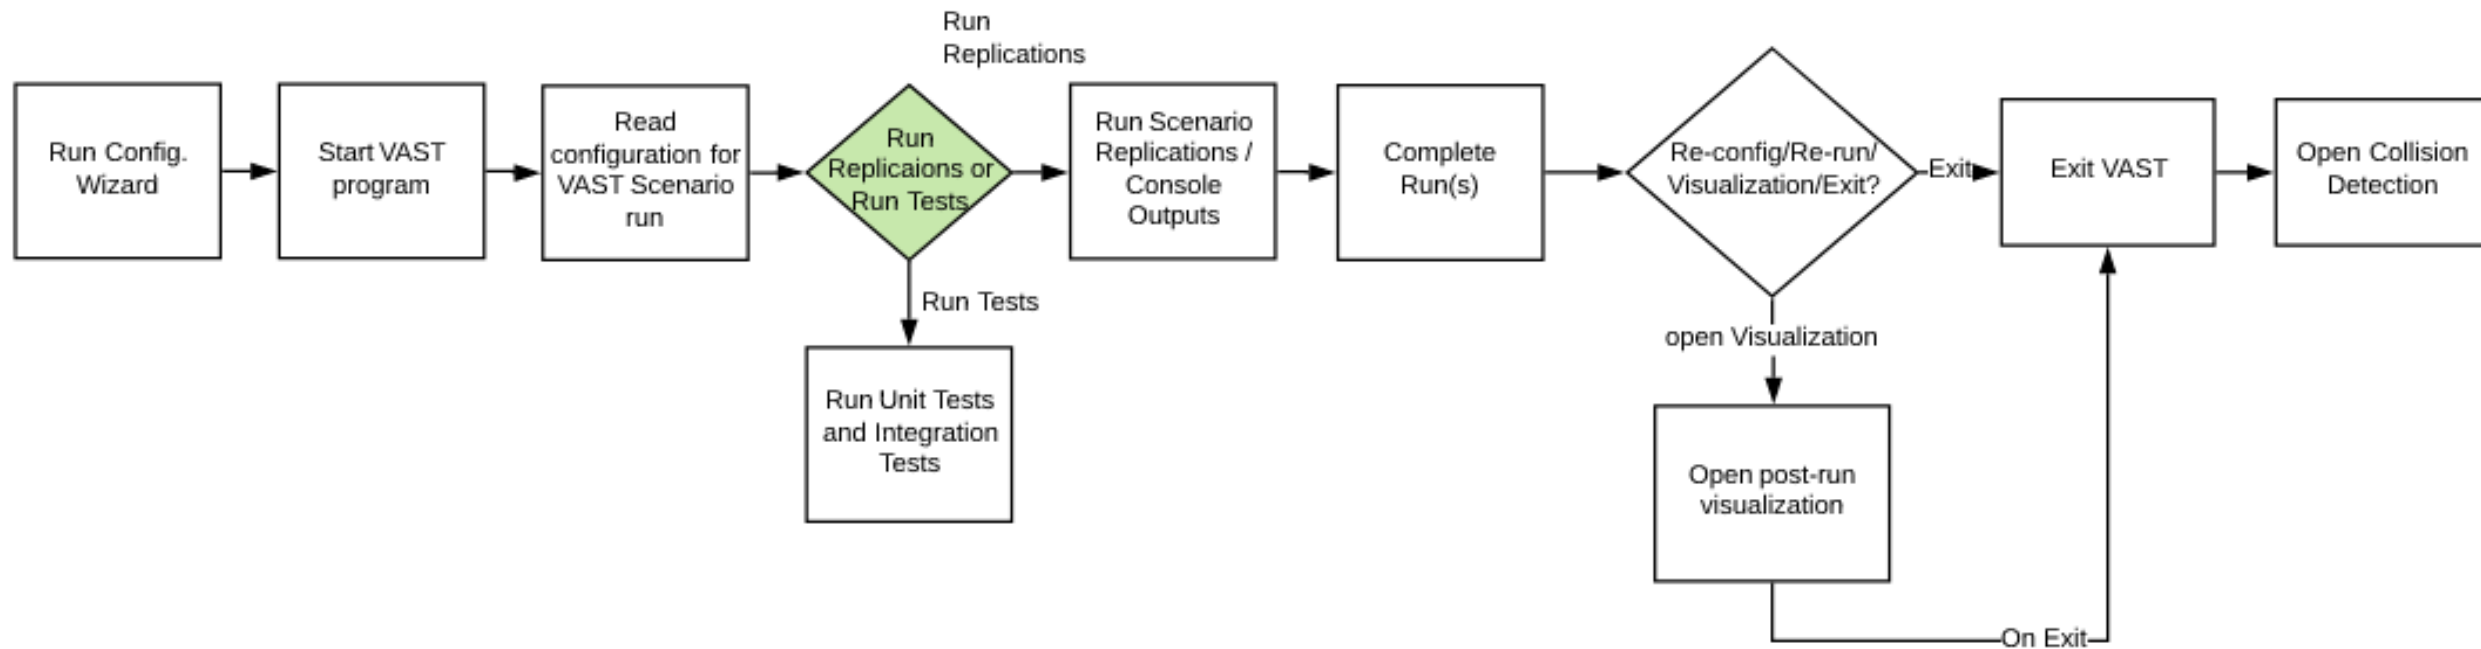 Run
Replications
Run Config.
Wizard
Start VAST
program
Read
configuration for
VAST Scenario
run
Run
Replicaions or
Run Tests
Run Scenario
Replications /
Console
Outputs
Complete
Run(s)
Re-config/Re-run/
Visualization/Exit?
Exit
Exit VAST
Open Collision
Detection
Run Tests
Run Unit Tests
and Integration
Tests
open Visualization
Open post-run
visualization
On Exit